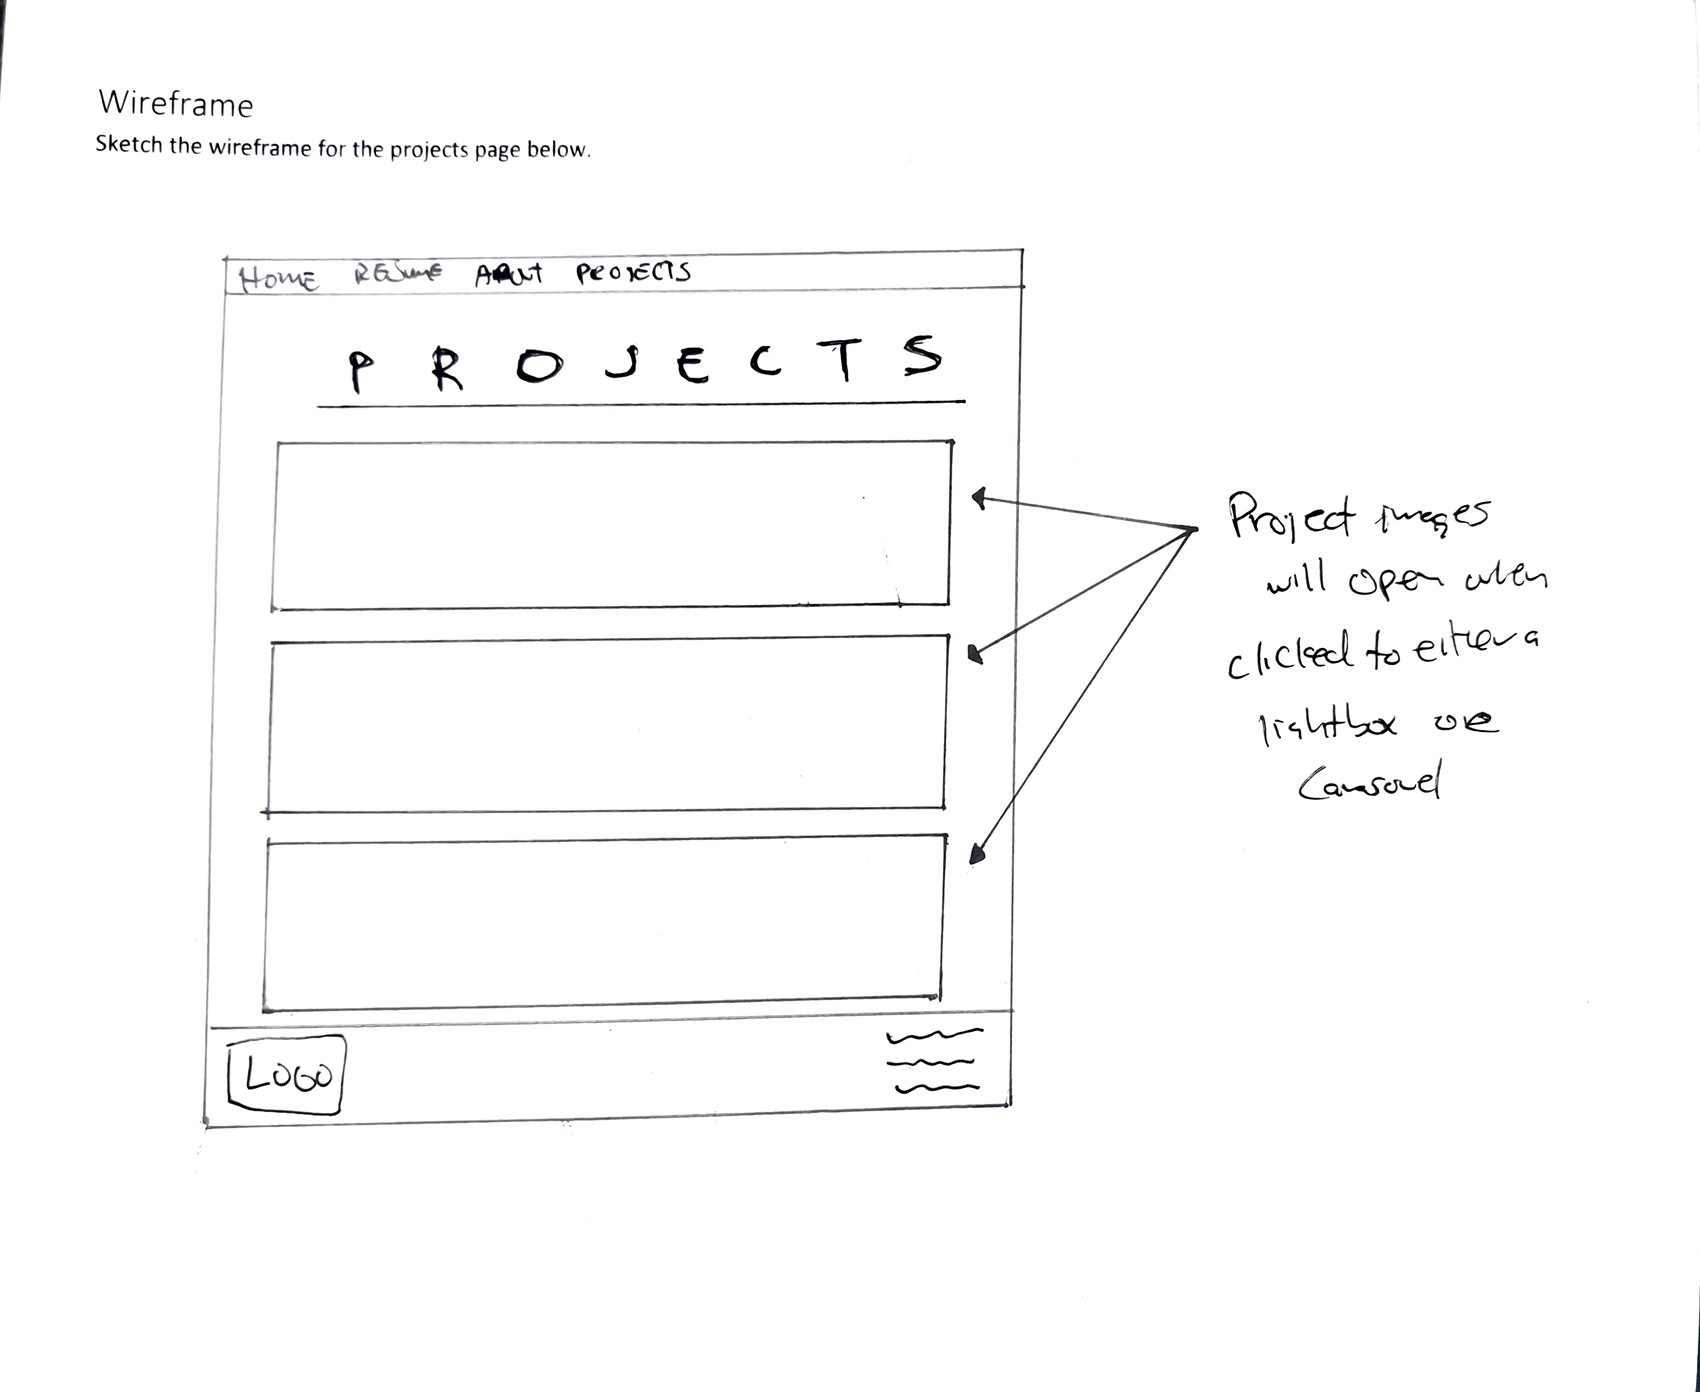 Wireframe
Sketch the wireframe for the projects page below.
HOME RESUME ABOUT PROJECTS
PROJECTS
Project images
will open when
clicked to either a
lightbox or
Carousel
LOGO